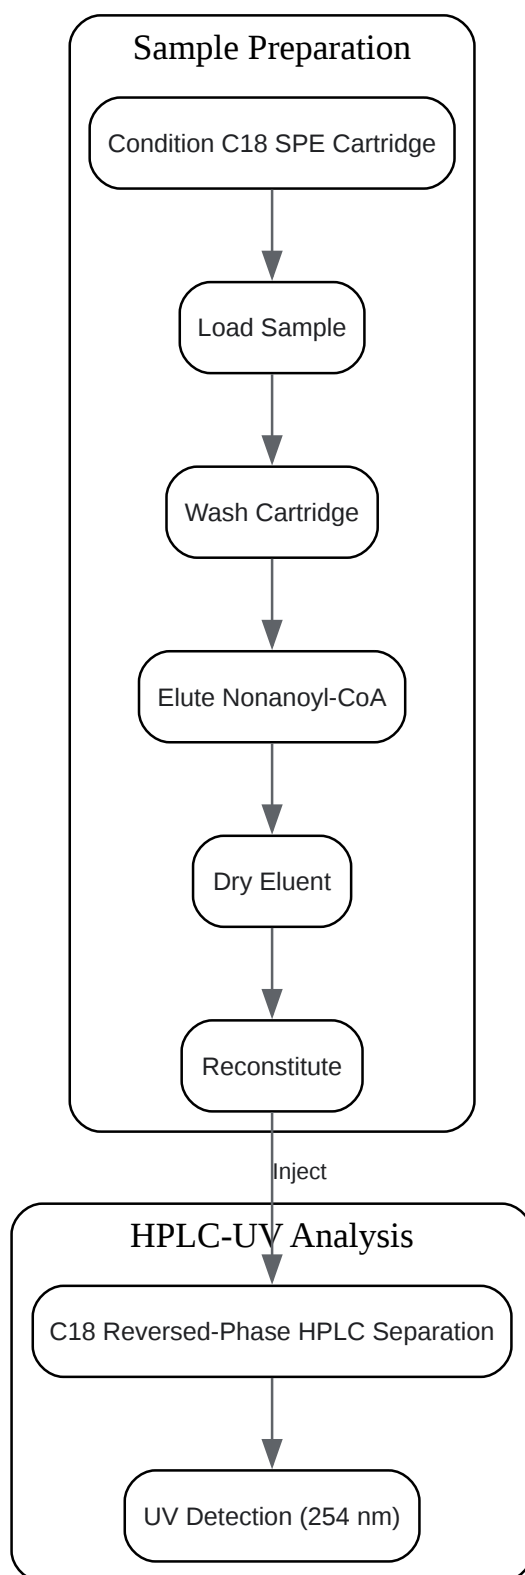 Sample Preparation
Condition C18 SPE Cartridge
Load Sample
Wash Cartridge
Elute Nonanoyl-CoA
Dry Eluent
Reconstitute
Inject
HPLC-UV Analysis
C18 Reversed-Phase HPLC Separation
UV Detection (254 nm)